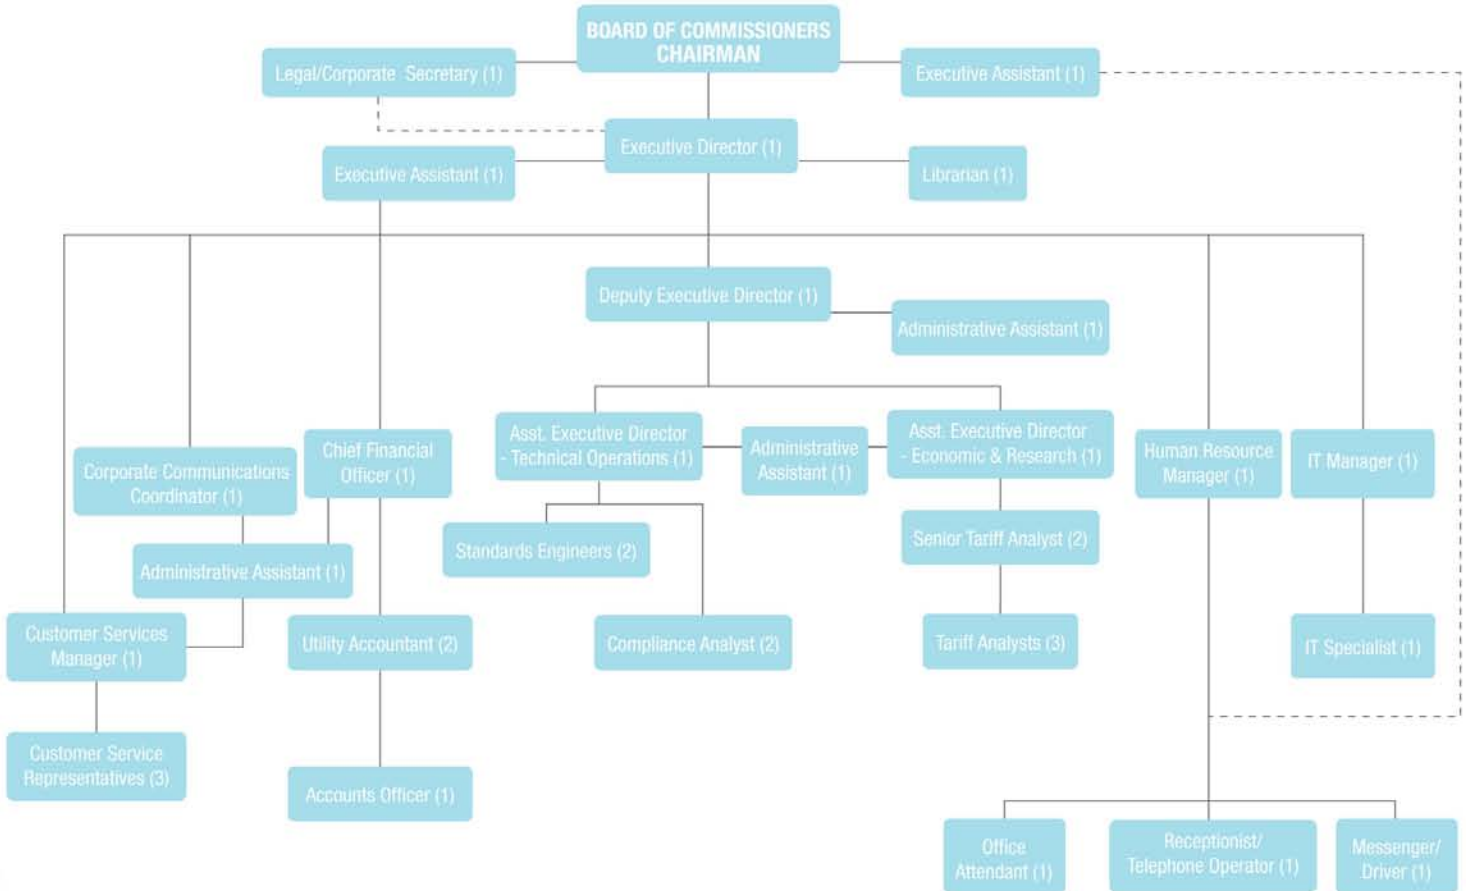 BOARD OF COMMISSIONERS
CHAIRMAN
Legal/Corporate Secretary (1)
Executive Assistant (1)
Executive Director (1)
Executive Assistant (1)
Librarian (1)
Deputy Executive Director (1)
Administrative Assistant (1)
Corporate Communications
Coordinator (1)
Chief Financial
Officer (1)
Asst. Executive Director
- Technical Operations (1)
Administrative
Assistant (1)
Asst. Executive Director
- Economic & Research (1)
Human Resource
Manager (1)
IT Manager (1)
Administrative Assistant (1)
Standards Engineers (2)
Senior Tariff Analyst (2)
Customer Services
Manager (1)
Utility Accountant (2)
Compliance Analyst (2)
Tariff Analysts (3)
IT Specialist (1)
Customer Service
Representatives (3)
Accounts Officer (1)
Office
Attendant (1)
Receptionist/
Telephone Operator (1)
Messenger/
Driver (1)